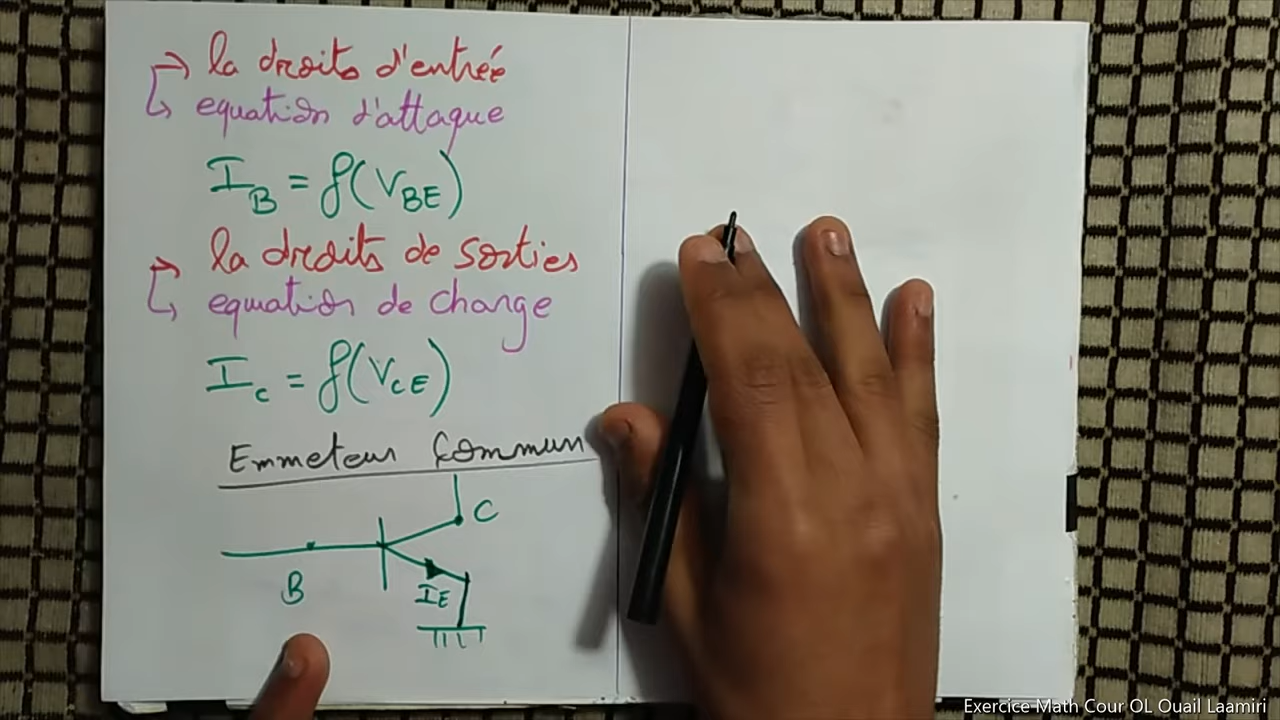 la droits d'entrée
equation d'attaque
I_B = f(V_BE)
la droits de sorties
equation de charge
I_c = f(V_CE)
Emmeteur Commun
C
B
I_E
Exercice Math Cour OL Ouail Laamiri